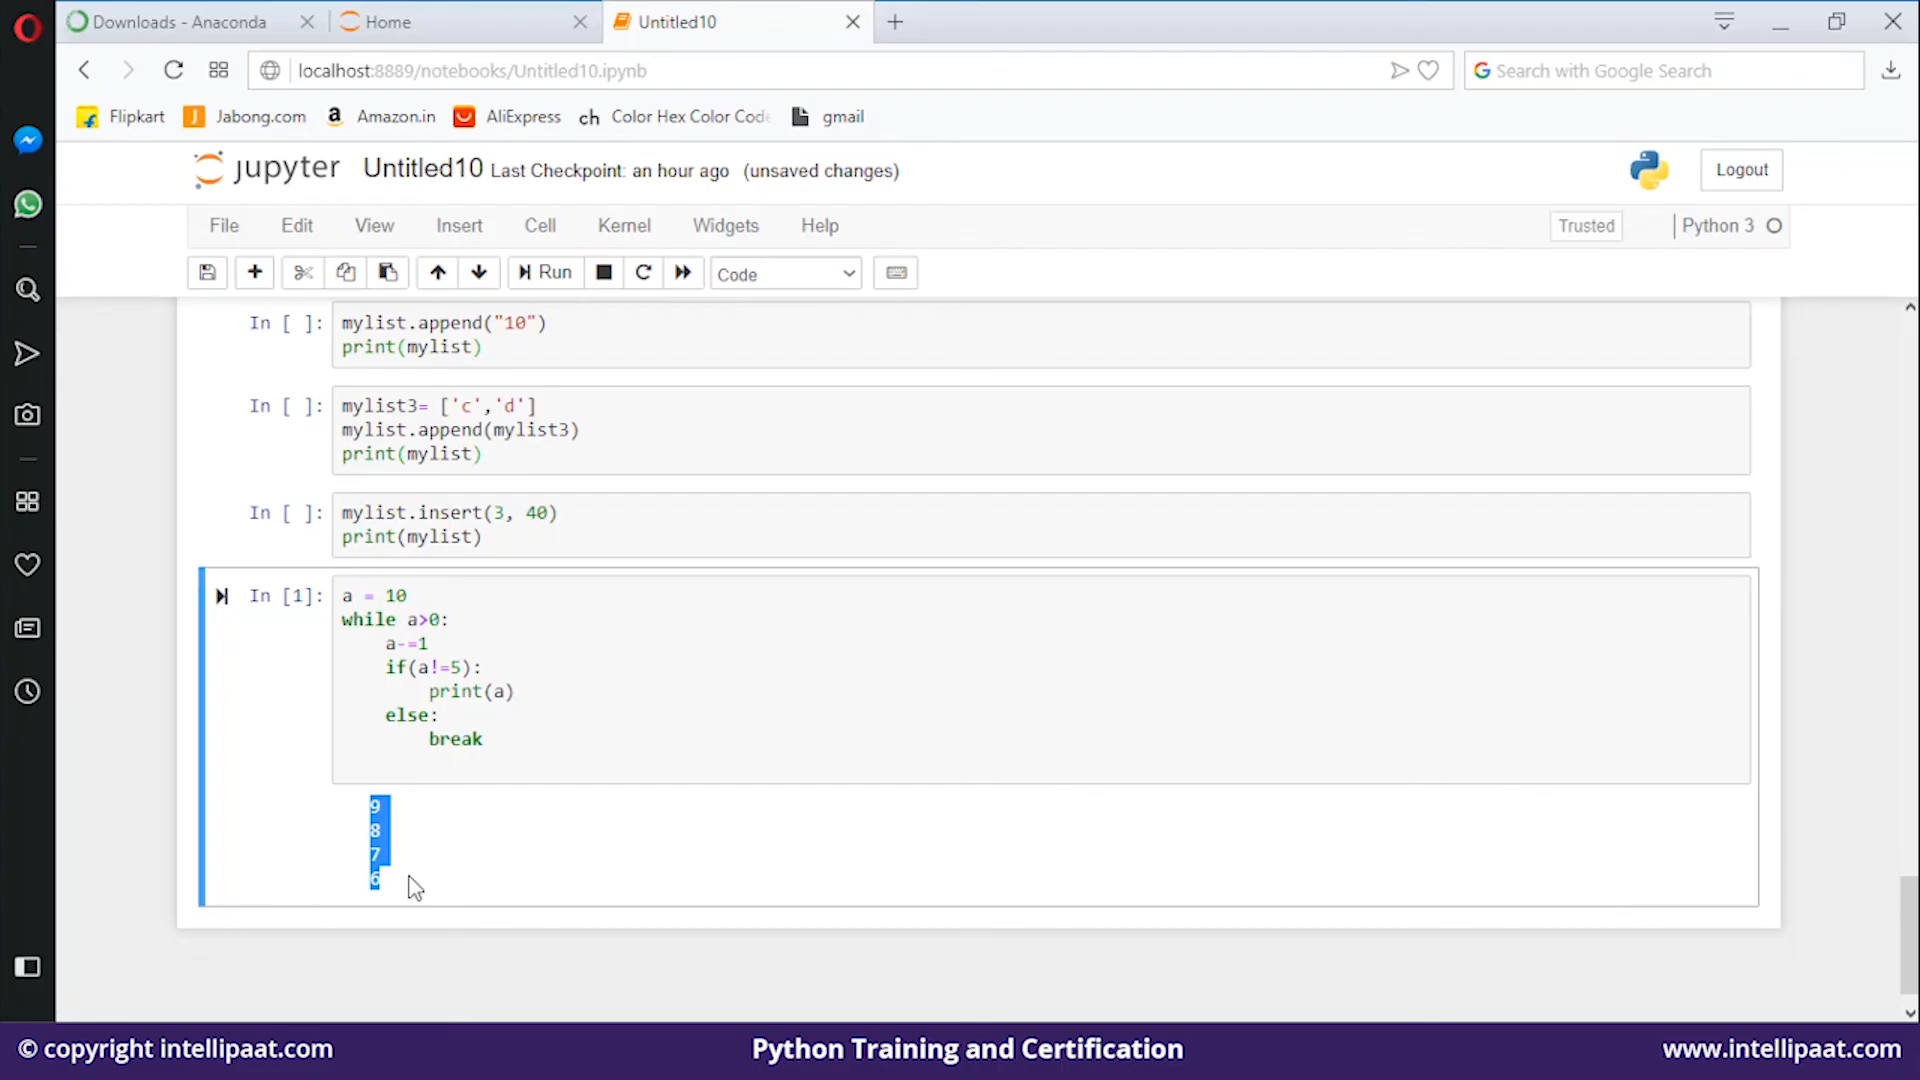 Downloads - Anaconda
Home
Untitled10
localhost:8889/notebooks/Untitled10.ipynb
Search with Google Search
Flipkart
Jabong.com
Amazon.in
AliExpress
ch Color Hex Color Code
gmail
jupyter Untitled10 Last Checkpoint: an hour ago (unsaved changes)
Logout
File Edit View Insert Cell Kernel Widgets Help
Trusted
Python 3
Run
Code
In [ ]: mylist.append("10")
print(mylist)
In [ ]: mylist3= ['c','d']
mylist.append(mylist3)
print(mylist)
In [ ]: mylist.insert(3, 40)
print(mylist)
In [1]: a = 10
while a>0:
    a-=1
    if(a!=5):
        print(a)
    else:
        break
9
8
7
6
© copyright intellipaat.com
Python Training and Certification
www.intellipaat.com